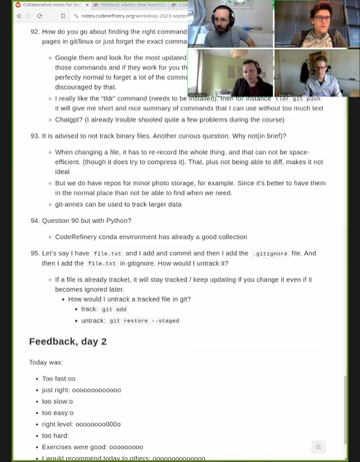 Collaborative notes for
Practical advice: how much G
notes.coderefinery.org/workshop-2023-septe
92. How do you go about finding the right command
pages in git/linux or just forget the exact comma
Google them and look for the most updated
those commands and if they work for you th
perfectly normal to forget a lot of the comm
discouraged by that.
I really like the "tldr" command (needs to be installed), then for instance tldr git push
it will give me short and nice summary of commands that I can use without too much text
Chatgpt? (I already trouble shooted quite a few problems during the course)
93. It is advised to not track binary files. Another curious question. Why not(in brief)?
When changing a file, it has to re-record the whole thing, and that can not be space-
efficient. (though it does try to compress it). That, plus not being able to diff, makes it not
ideal
But we do have repos for minor photo storage, for example. Since it's better to have them
in the normal place than not be able to find when we need.
git-annex can be used to track larger data
94. Question 90 but with Python?
CodeRefinery conda environment has already a good collection
95. Let's say I have file.txt and I add and commit and then I add the .gitignore file. And
then I add the file.txt in gitignore. How would I untrack it?
If a file is already tracket, it will stay tracked / keep updating if you change it even if it
becomes ignored later.
How would I untrack a tracked file in git?
track: git add
untrack: git restore --staged
Feedback, day 2
Today was:
Too fast:oo
just right: ooooooooooooo
too slow:o
too easy:o
right level: oooooooo000o
too hard:
Exercises were good: ooooooooo
I would recommend today to others: oooooooooooooo